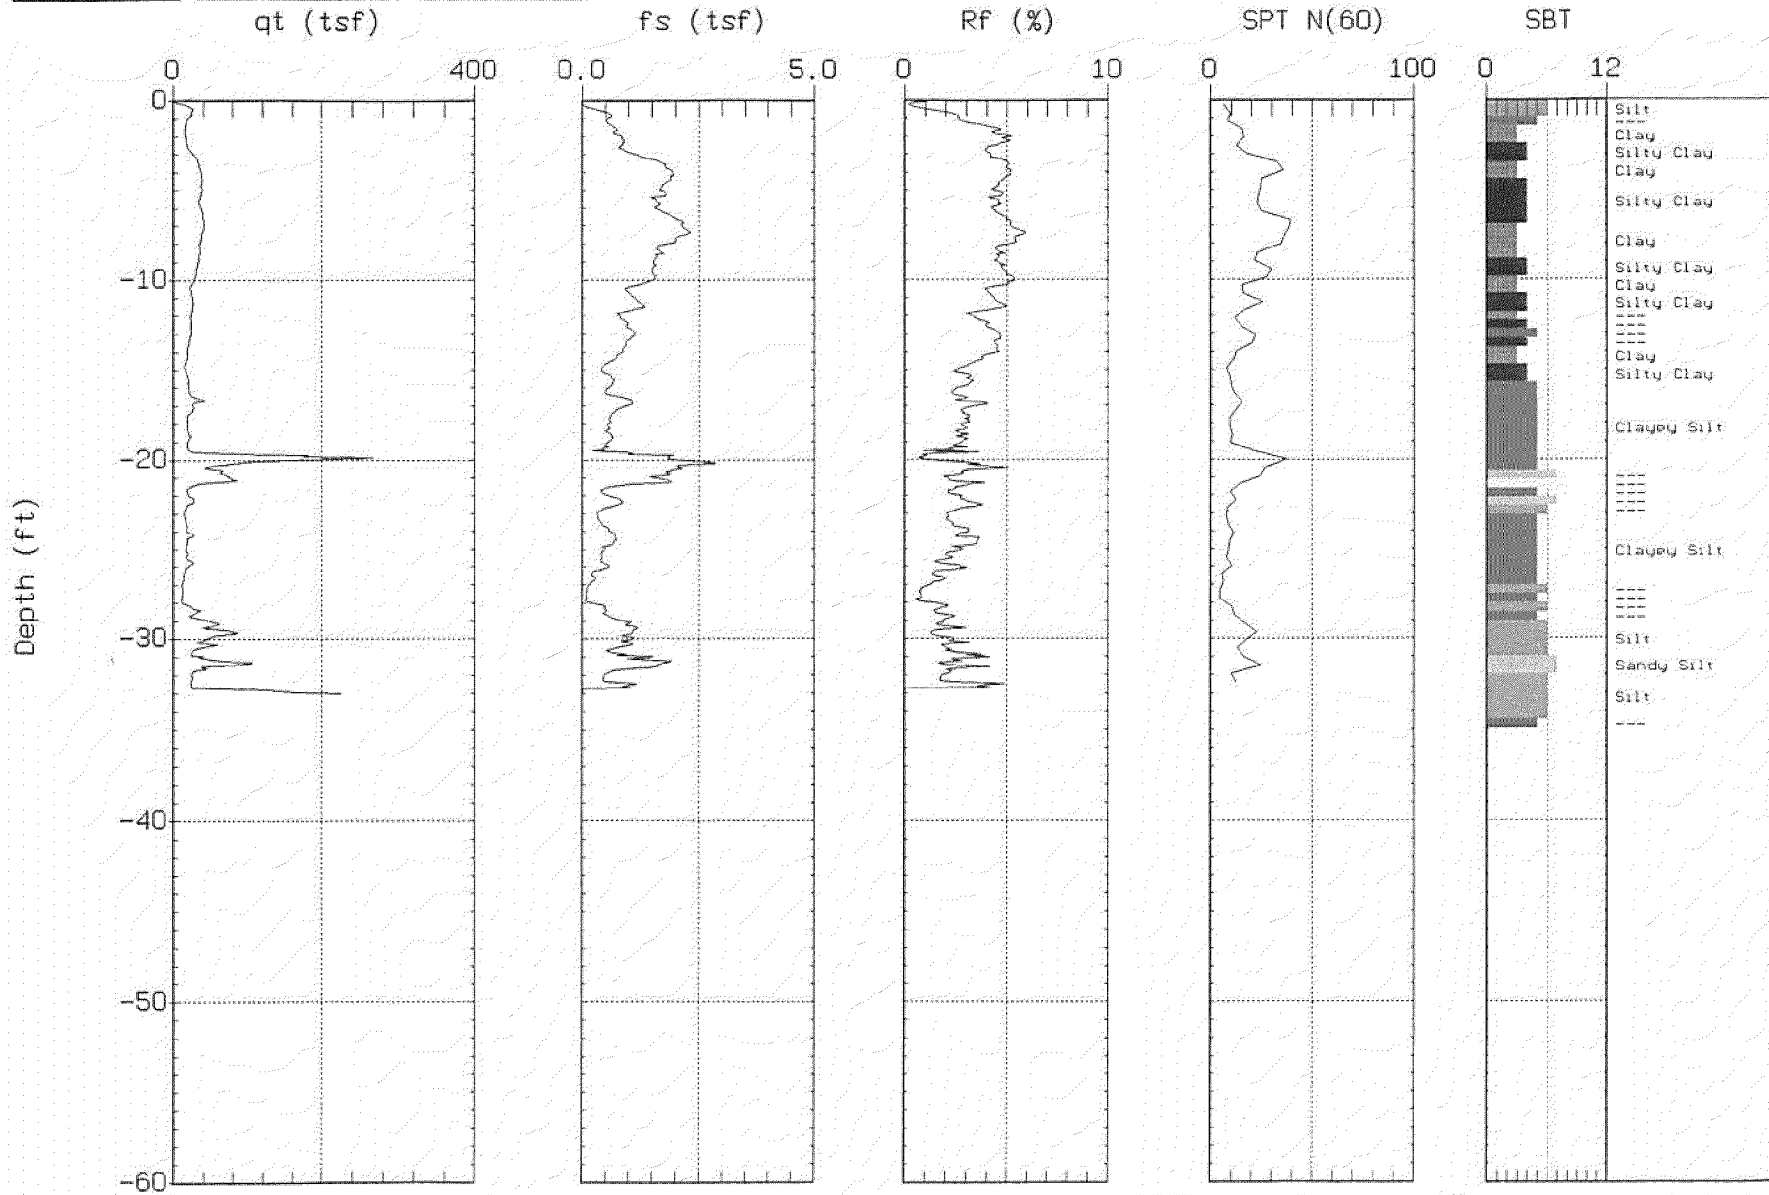 qt (tsf) fs (tsf) Rf (%) SPT N(60) SBT
0 400 0.0 5.0 0 10 0 100 0 12
0
-10
-20
-30
-40
-50
-60
Depth (ft)
Silt
---
Clay
Silty Clay
Clay
Silty Clay
Clay
Silty Clay
Clay
Silty Clay
---
---
---
---
Clay
Silty Clay
Clayey Silt
---
---
---
---
---
Clayey Silt
---
---
---
---
Silt
Sandy Silt
Silt
---